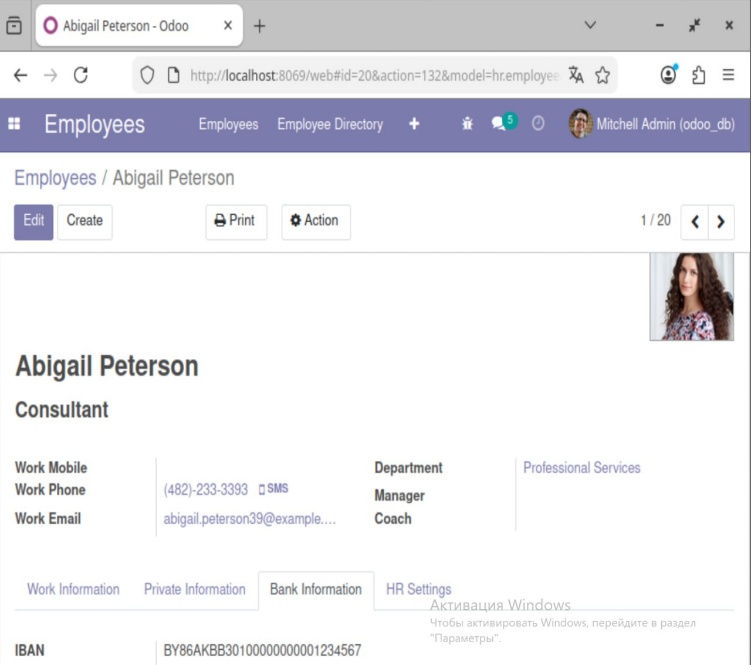 Abigail Peterson - Odoo
http://localhost:8069/web#id=20&action=132&model=hr.employee
Employees Employees Employee Directory 5 Mitchell Admin (odoo_db)
Employees / Abigail Peterson
Edit Create Print Action 1 / 20
Abigail Peterson
Consultant
Work Mobile Department Professional Services
Work Phone (482)-233-3393 SMS Manager
Work Email abigail.peterson39@example.... Coach
Work Information Private Information Bank Information HR Settings
Активация Windows
Чтобы активировать Windows, перейдите в раздел
"Параметры".
IBAN BY86AKBB30100000000001234567